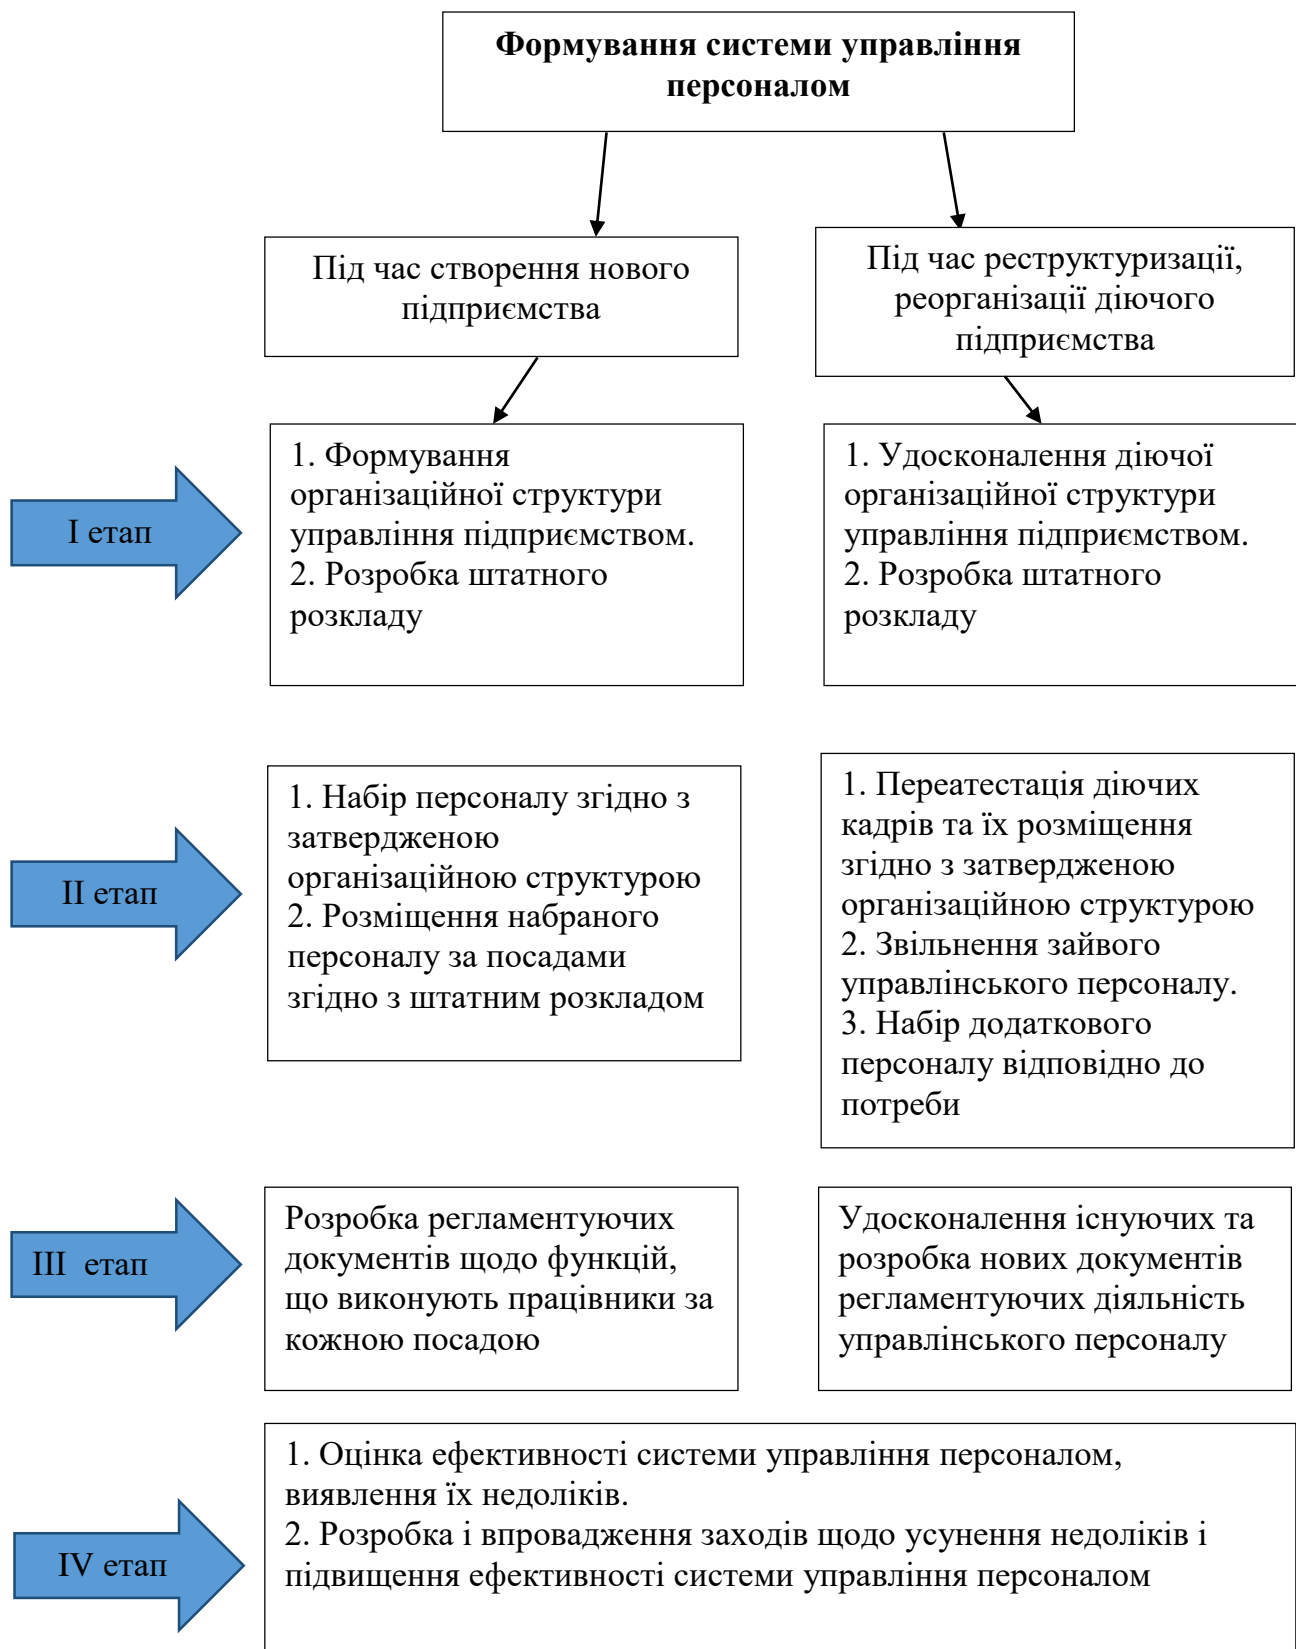 Формування системи управління
персоналом
Під час створення нового
підприємства
Під час реструктуризації,
реорганізації діючого
підприємства
І етап
1. Формування
організаційної структури
управління підприємством.
2. Розробка штатного
розкладу
1. Удосконалення діючої
організаційної структури
управління підприємством.
2. Розробка штатного
розкладу
ІІ етап
1. Набір персоналу згідно з
затвердженою
організаційною структурою
2. Розміщення набраного
персоналу за посадами
згідно з штатним розкладом
1. Переатестація діючих
кадрів та їх розміщення
згідно з затвердженою
організаційною структурою
2. Звільнення зайвого
управлінського персоналу.
3. Набір додаткового
персоналу відповідно до
потреби
ІІІ етап
Розробка регламентуючих
документів щодо функцій,
що виконують працівники за
кожною посадою
Удосконалення існуючих та
розробка нових документів
регламентуючих діяльність
управлінського персоналу
IV етап
1. Оцінка ефективності системи управління персоналом,
виявлення їх недоліків.
2. Розробка і впровадження заходів щодо усунення недоліків і
підвищення ефективності системи управління персоналом